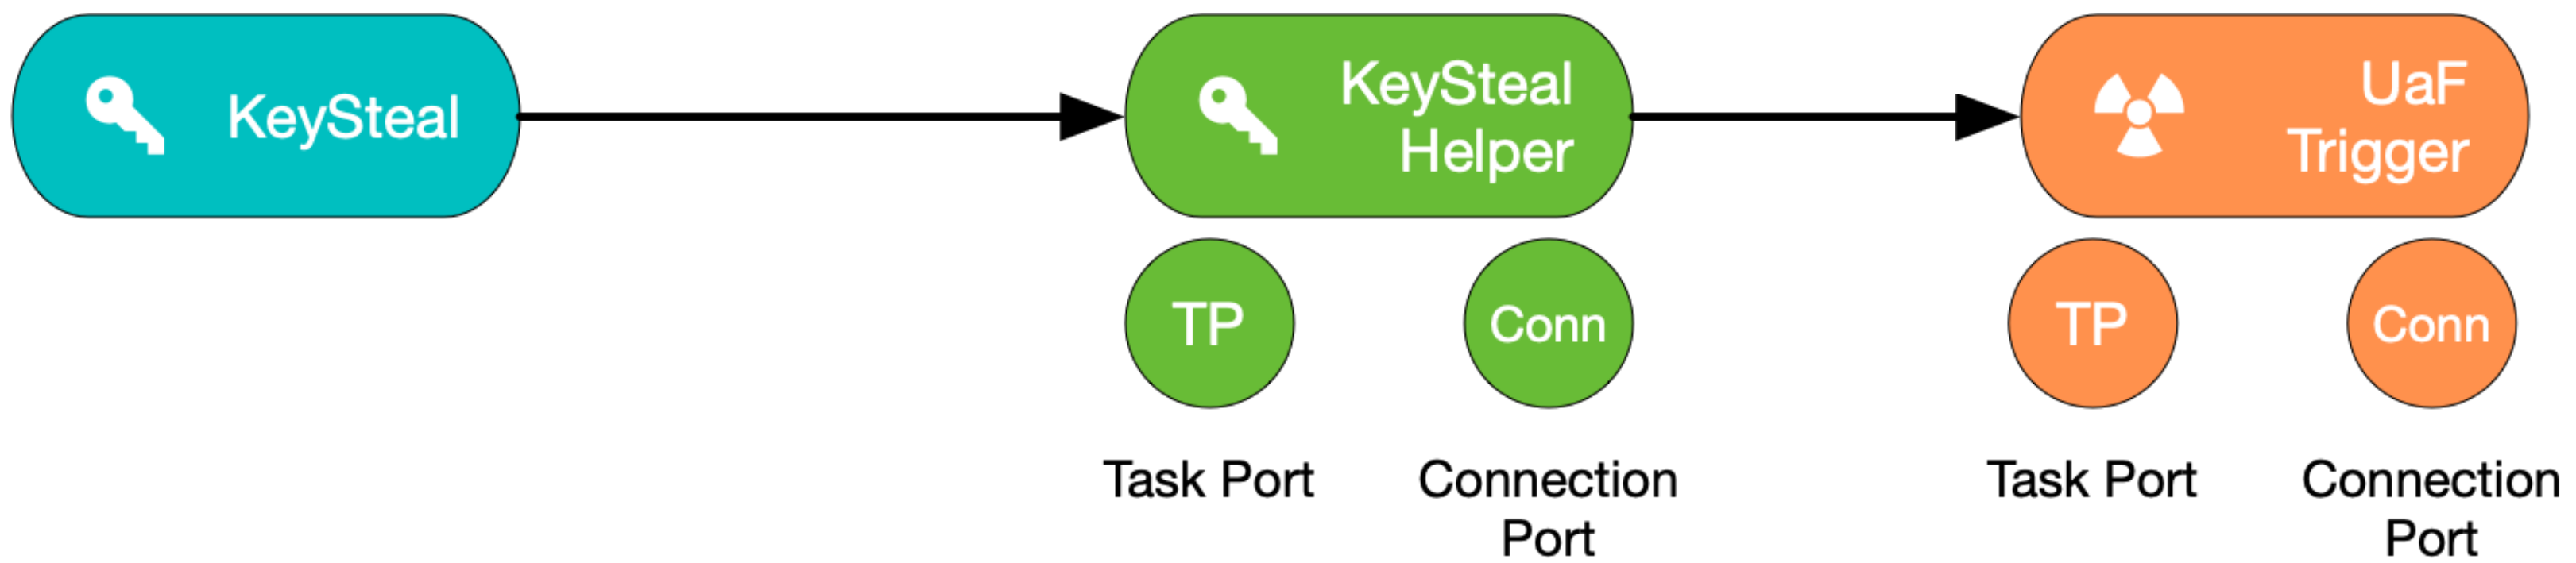 KeySteal
KeySteal
Helper
UaF
Trigger
TP
Conn
TP
Conn
Task Port
Connection
Port
Task Port
Connection
Port